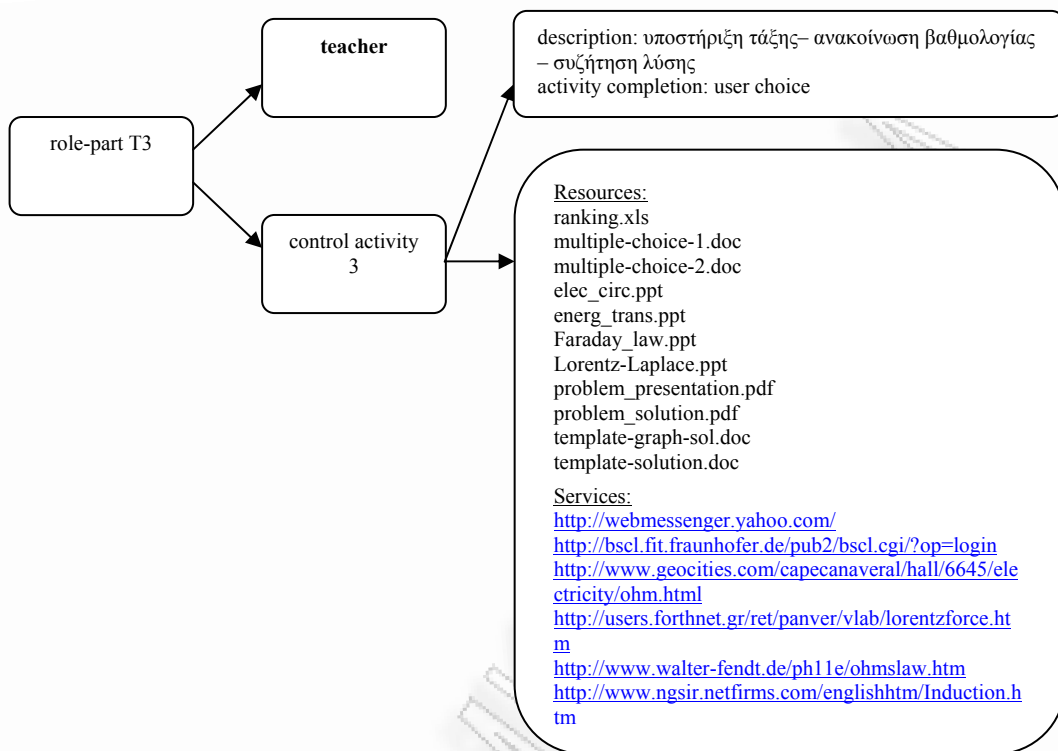 teacher
description: υποστήριξη τάξης– ανακοίνωση βαθμολογίας
– συζήτηση λύσης
activity completion: user choice
role-part T3
control activity
3
Resources:
ranking.xls
multiple-choice-1.doc
multiple-choice-2.doc
elec_circ.ppt
energ_trans.ppt
Faraday_law.ppt
Lorentz-Laplace.ppt
problem_presentation.pdf
problem_solution.pdf
template-graph-sol.doc
template-solution.doc
Services:
http://webmessenger.yahoo.com/
http://bscl.fit.fraunhofer.de/pub2/bscl.cgi/?op=login
http://www.geocities.com/capecanaveral/hall/6645/ele
ctricity/ohm.html
http://users.forthnet.gr/ret/panver/vlab/lorentzforce.ht
m
http://www.walter-fendt.de/ph11e/ohmslaw.htm
http://www.ngsir.netfirms.com/englishhtm/Induction.h
tm